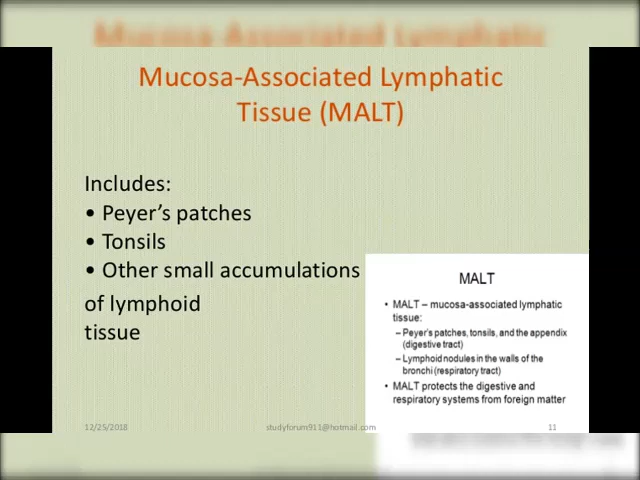 Mucosa-Associated Lymphatic
Mucosa-Associated Lymphatic
Tissue (MALT)
Includes:
• Peyer's patches
• Tonsils
• Other small accumulations
of lymphoid
tissue
MALT
• MALT – mucosa-associated lymphatic
tissue:
– Peyer's patches, tonsils, and the appendix
(digestive tract)
– Lymphoid nodules in the walls of the
bronchi (respiratory tract)
• MALT protects the digestive and
respiratory systems from foreign matter
12/25/2018
studyforum911@hotmail.com
11